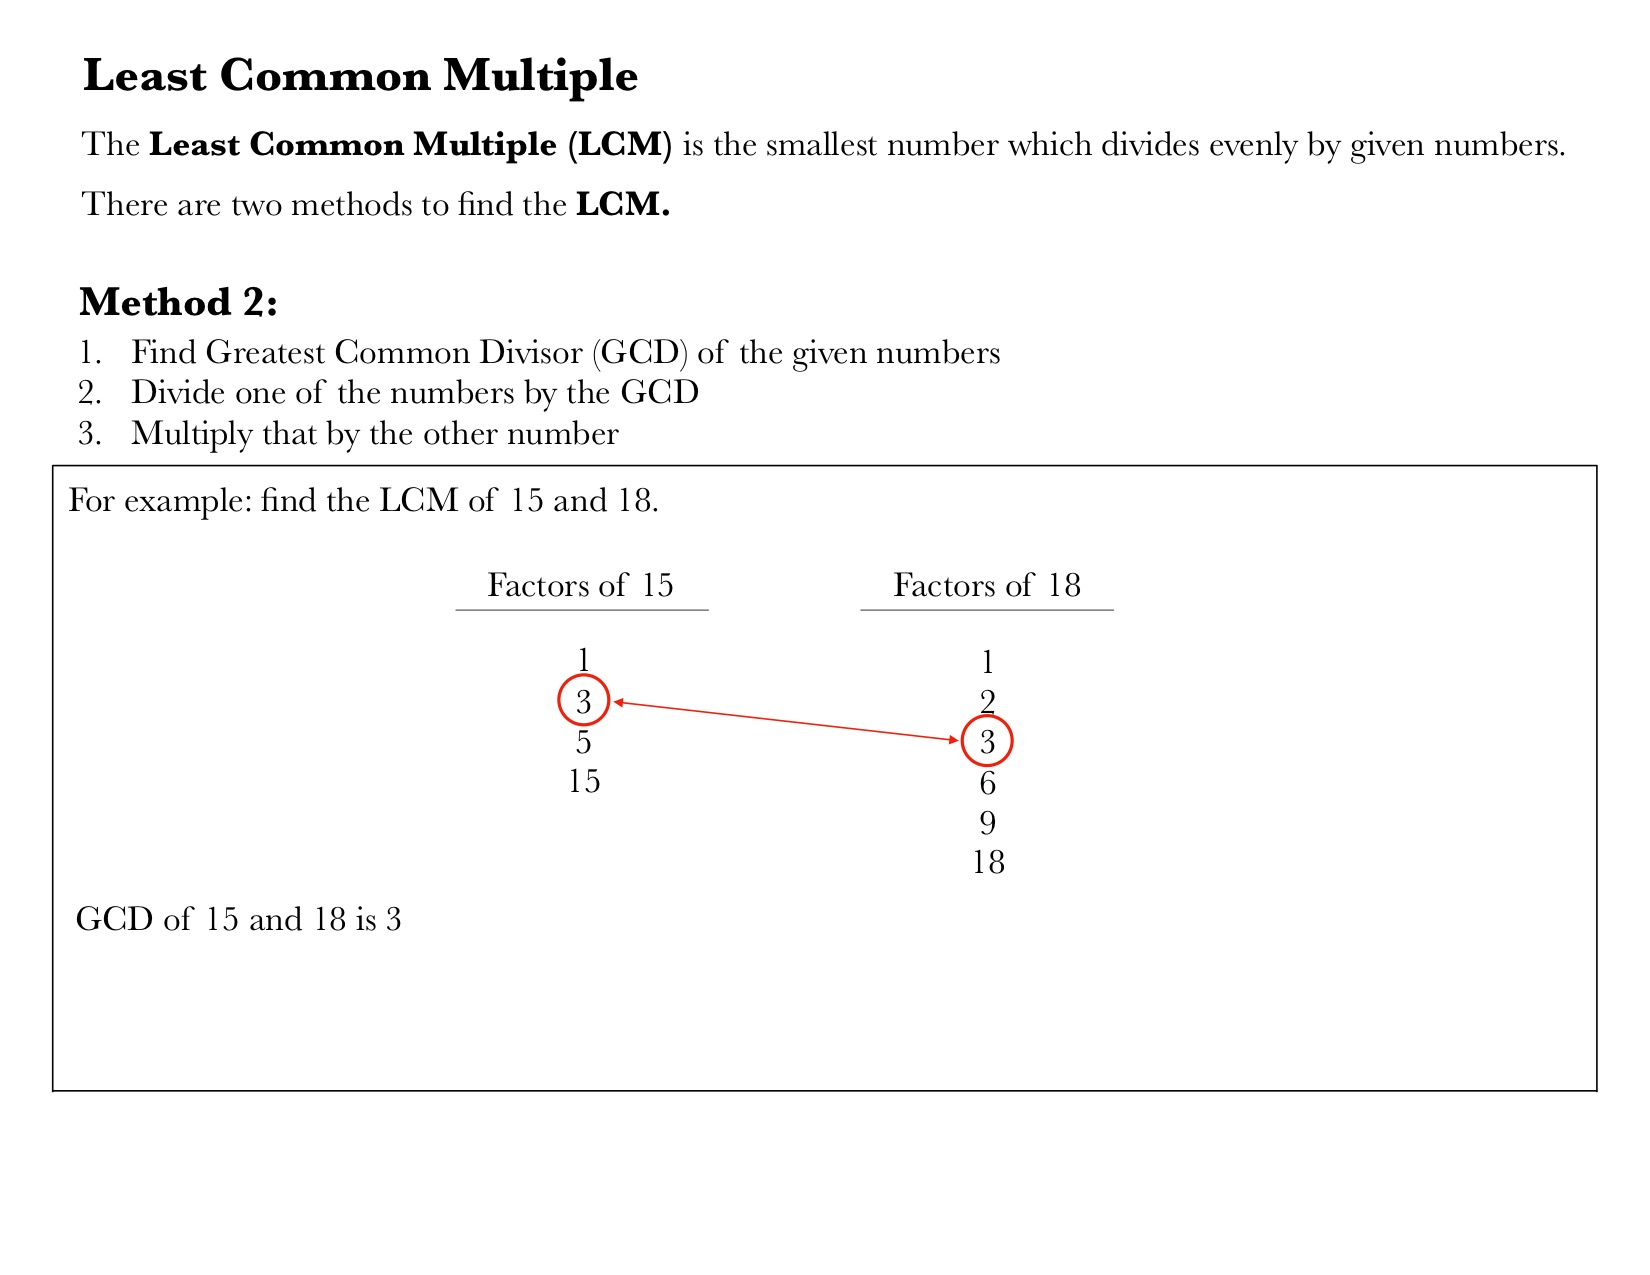 Least Common Multiple
The Least Common Multiple (LCM) is the smallest number which divides evenly by given numbers.
There are two methods to find the LCM.
Method 2:
1. Find Greatest Common Divisor (GCD) of the given numbers
2. Divide one of the numbers by the GCD
3. Multiply that by the other number
For example: find the LCM of 15 and 18.
Factors of 15
1
3
5
15
Factors of 18
1
2
3
6
9
18
GCD of 15 and 18 is 3